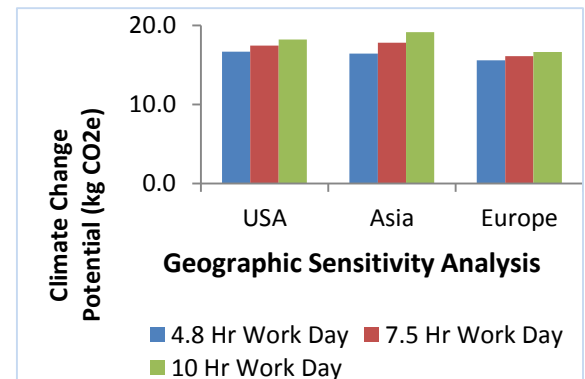 Climate Change
Potential (kg CO2e)
20.0
10.0
0.0
USA Asia Europe
Geographic Sensitivity Analysis
4.8 Hr Work Day 7.5 Hr Work Day
10 Hr Work Day